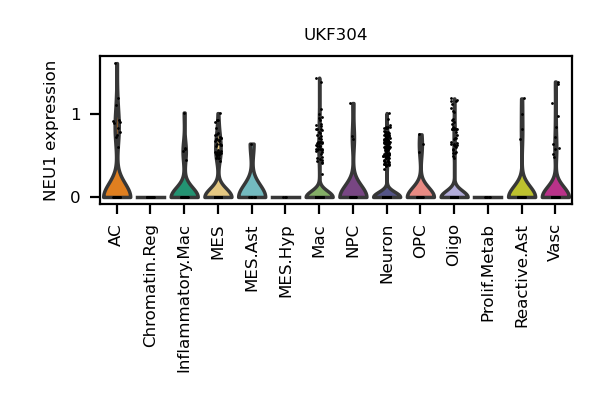 UKF304
NEU1 expression
1
0
AC
Chromatin.Reg
Inflammatory.Mac
MES
MES.Ast
MES.Hyp
Mac
NPC
Neuron
OPC
Oligo
Prolif.Metab
Reactive.Ast
Vasc